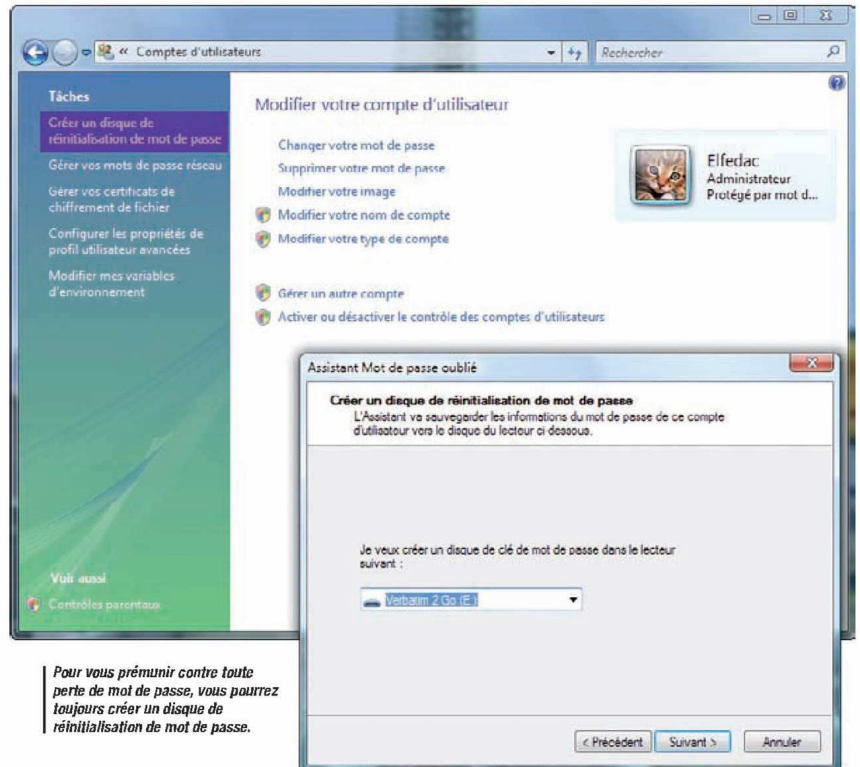 « Comptes d'utilisateurs
Rechercher
Tâches
Créer un disque de
réinitialisation de mot de passe
Gérer vos mots de passe réseau
Gérer vos certificats de
chiffrement de fichier
Configurer les propriétés de
profil utilisateur avancées
Modifier mes variables
d'environnement
Voir aussi
Contrôles parentaux
Modifier votre compte d'utilisateur
Changer votre mot de passe
Supprimer votre mot de passe
Modifier votre image
Modifier votre nom de compte
Modifier votre type de compte
Gérer un autre compte
Activer ou désactiver le contrôle des comptes d'utilisateurs
Elfedac
Administrateur
Protégé par mot d...
Assistant Mot de passe oublié
Créer un disque de réinitialisation de mot de passe
L'Assistant va sauvegarder les informations du mot de passe de ce compte
d'utilisateur vers le disque du lecteur ci-dessous.
Je veux créer un disque de clé de mot de passe dans le lecteur
suivant :
Verbatim 2 Go (E:)
< Précédent
Suivant >
Annuler
Pour vous prémunir contre toute
perte de mot de passe, vous pourrez
toujours créer un disque de
réinitialisation de mot de passe.